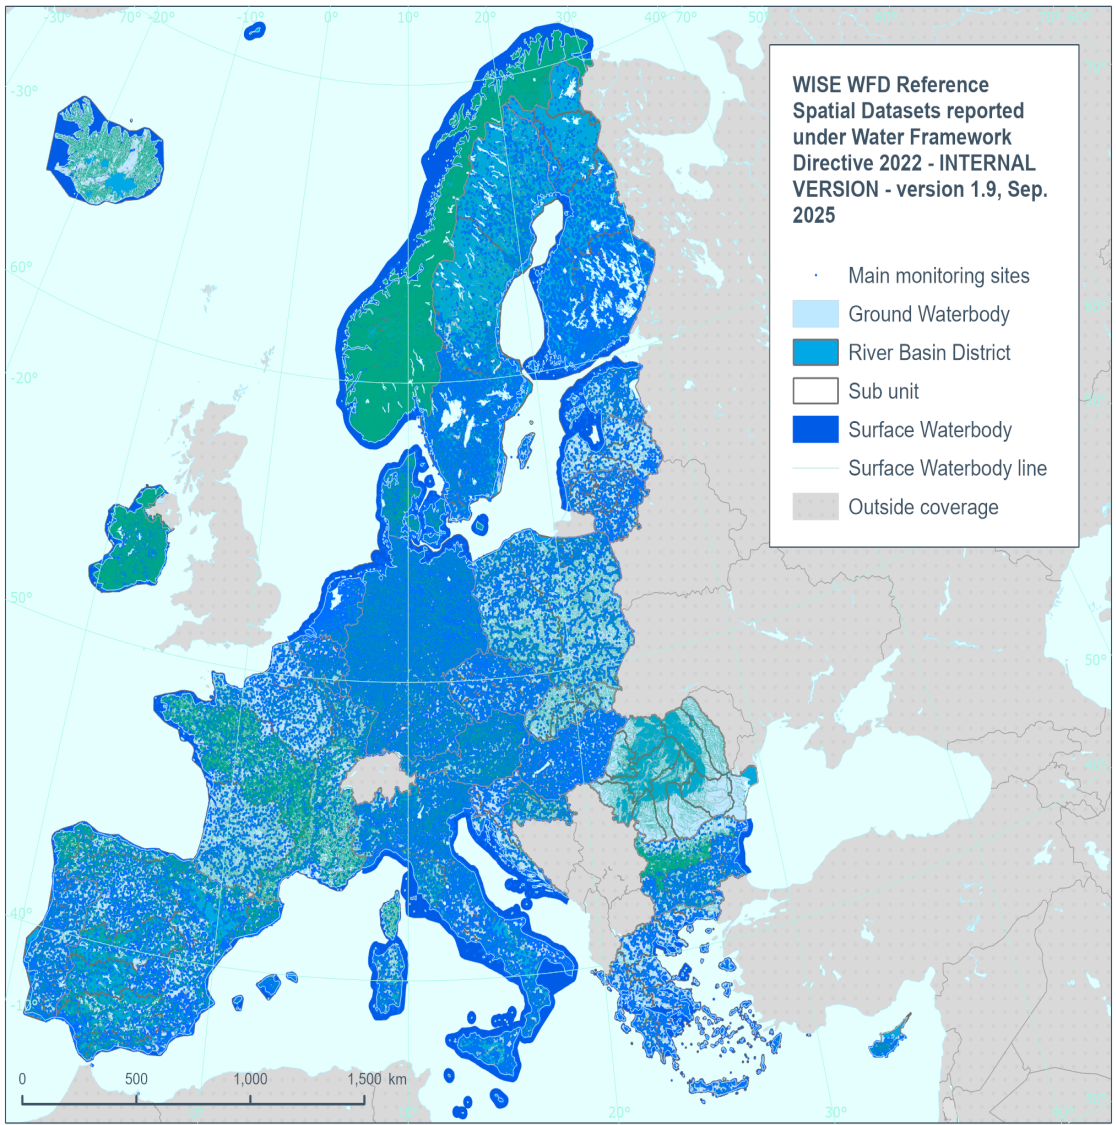 -30°
70°
-20°
-10°
0°
10°
20°
30°
40°
70°
50°
-30°
WISE WFD Reference
Spatial Datasets reported
under Water Framework
Directive 2022 - INTERNAL
VERSION - version 1.9, Sep.
2025
Main monitoring sites
Ground Waterbody
River Basin District
Sub unit
Surface Waterbody
Surface Waterbody line
Outside coverage
60°
-20°
50°
50°
40°
-10°
0
500
1,000
1,500 km
10°
20°
30°